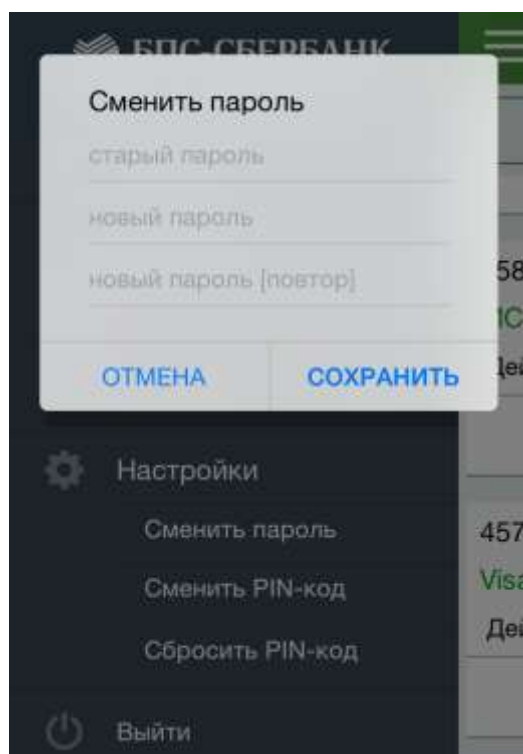 БПС-СБЕРБАНК
Сменить пароль
старый пароль
новый пароль
новый пароль [повтор]
ОТМЕНА
СОХРАНИТЬ
Настройки
Сменить пароль
457
Сменить PIN-код
Visa
Сбросить PIN-код
Выйти